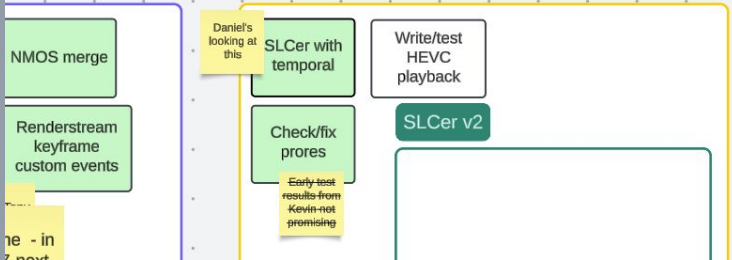 NMOS merge
Renderstream
keyframe
custom events
- in
next
Daniel's
looking at
this
SLCer with
temporal
Write/test
HEVC
playback
Check/fix
prores
Early test
results from
Kevin not
promising
SLCer v2